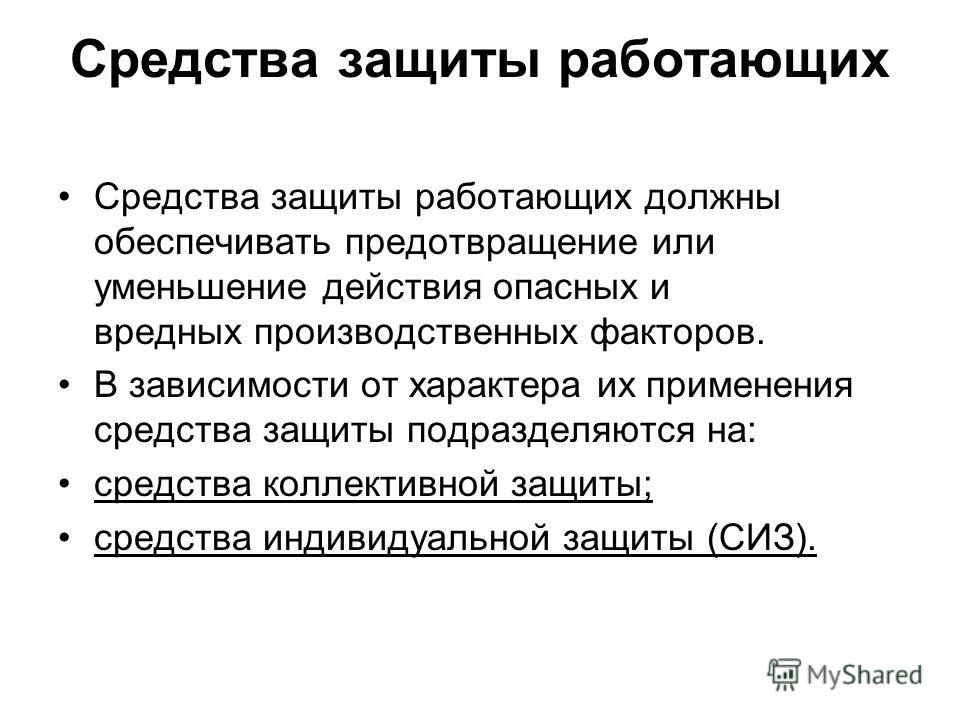 Средства защиты работающих
• Средства защиты работающих должны
обеспечивать предотвращение или
уменьшение действия опасных и
вредных производственных факторов.
• В зависимости от характера их применения
средства защиты подразделяются на:
• средства коллективной защиты;
• средства индивидуальной защиты (СИЗ).
MyShared